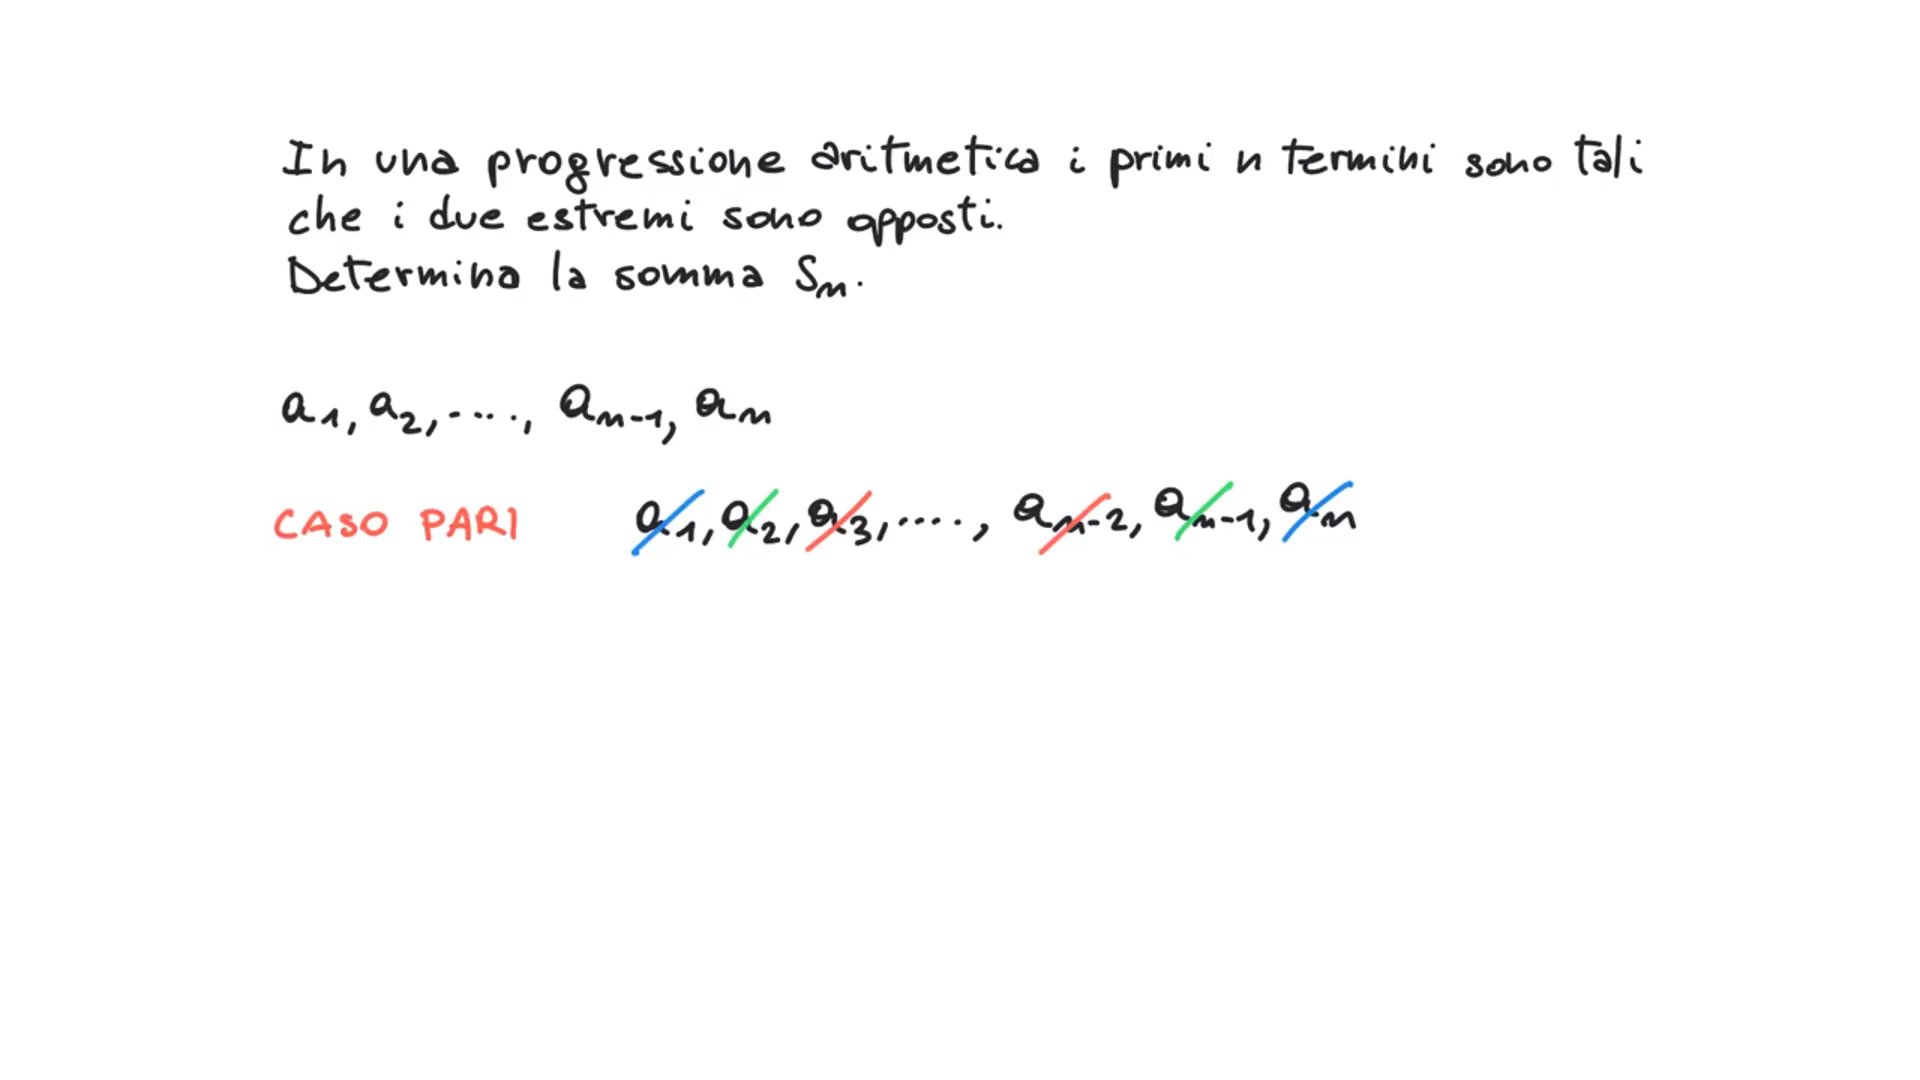 In una progressione aritmetica i primi n termini sono tali
che i due estremi sono opposti.
Determina la somma Sn.
a1, a2, ...., an-1, an
CASO PARI a1, a2, a3, ...., an-2, an-1, an